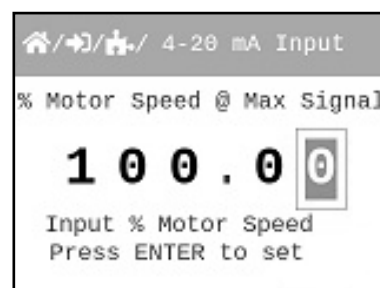 / / / 4-20 mA Input
% Motor Speed @ Max Signal
100.00
Input % Motor Speed
Press ENTER to set